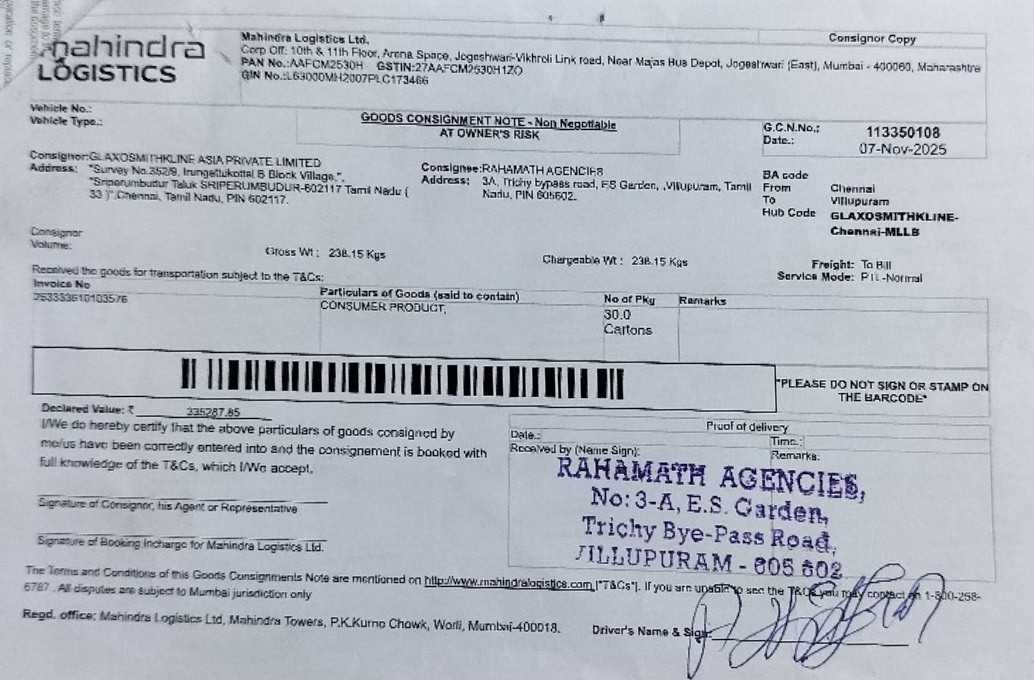 mahindra
LOGISTICS
Mahindra Logistics Ltd.
Corp Off: 10th & 11th Floor, Arena Space, Jogeshwari-Vikhroli Link road, Near Majas Bus Depot, Jogeshwari (East), Mumbai - 400060, Maharashtra
PAN No.:AAFCM2530H GSTIN:27AAFCM2530H1ZO
GIN No.:L63000MH2007PLC173466
Consignor Copy
Vehicle No.:
Vehicle Type.:
GOODS CONSIGNMENT NOTE - Non Negotiable
AT OWNER'S RISK
G.C.N.No.: 113350108
Date.: 07-Nov-2025
Consignor:GLAXOSMITHKLINE ASIA PRIVATE LIMITED
Address: "Survey No.352/9, Irungattukottai B Block Village,",
"Sriperumbudur Taluk SRIPERUMBUDUR-602117 Tamil Nadu (
33 )",Chennai, Tamil Nadu, PIN 602117.
Consignee:RAHAMATH AGENCIES
Address: 3A, Trichy bypass road, ES Garden, ,Villupuram, Tamil
Nadu, PIN 605602.
BA code
From Chennai
To Villupuram
Hub Code GLAXOSMITHKLINE-
Chennai-MLLB
Consignor
Volume:
Gross Wt : 238.15 Kgs
Chargeable Wt : 238.15 Kgs
Freight: To Bill
Service Mode: PTL-Normal
Received the goods for transportation subject to the T&Cs:
Invoice No
Particulars of Goods (said to contain)
No of Pkg
Remarks
253333610103576
CONSUMER PRODUCT,
30.0
Cartons
*PLEASE DO NOT SIGN OR STAMP ON
THE BARCODE*
Declared Value: ₹ 335287.85
I/We do hereby certify that the above particulars of goods consigned by
me/us have been correctly entered into and the consignement is booked with
full knowledge of the T&Cs, which I/We accept.
Signature of Consignor, his Agent or Representative
Signature of Booking Incharge for Mahindra Logistics Ltd.
Proof of delivery
Date.:
Time.:
Received by (Name Sign):
Remarks:
RAHAMATH AGENCIES,
No: 3-A, E.S. Garden,
Trichy Bye-Pass Road,
VILLUPURAM - 605 602
The Terms and Conditions of this Goods Consignments Note are mentioned on http://www.mahindralogistics.com ["T&Cs"]. If you are unable to see the T&Cs you may contact on 1-800-258-
6787 . All disputes are subject to Mumbai jurisdiction only
Regd. office: Mahindra Logistics Ltd, Mahindra Towers, P.K.Kurno Chowk, Worli, Mumbai-400018.
Driver's Name & Sign: